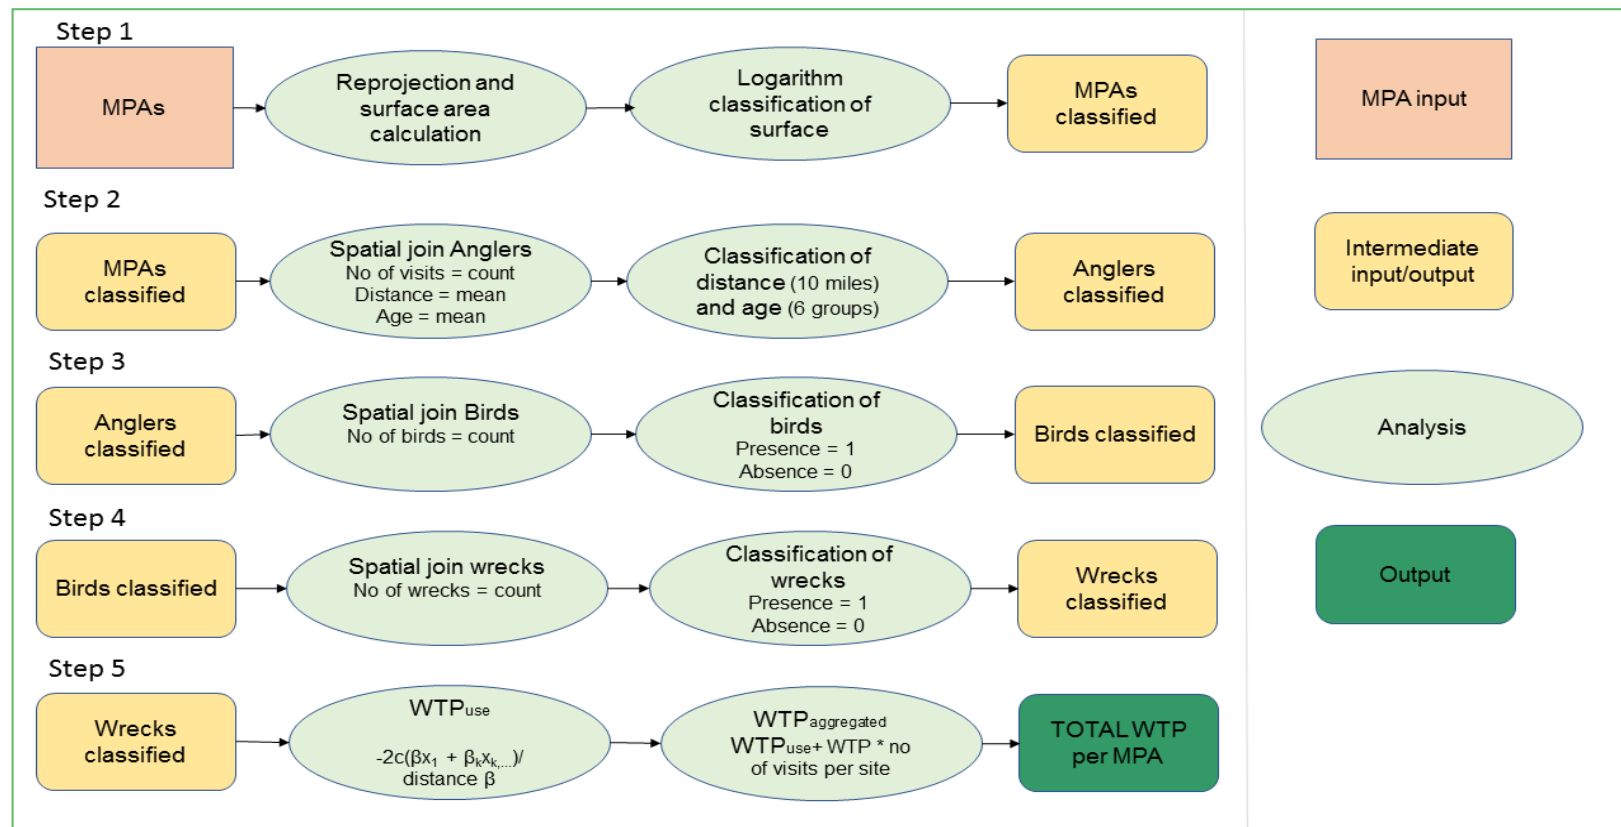 Step 1
MPAs
Reprojection and
surface area
calculation
Logarithm
classification of
surface
MPAs
classified
Step 2
MPAs
classified
Spatial join Anglers
No of visits = count
Distance = mean
Age = mean
Classification of
distance (10 miles)
and age (6 groups)
Anglers
classified
Step 3
Anglers
classified
Spatial join Birds
No of birds = count
Classification of
birds
Presence = 1
Absence = 0
Birds classified
Step 4
Birds classified
Spatial join wrecks
No of wrecks = count
Classification of
wrecks
Presence = 1
Absence = 0
Wrecks
classified
Step 5
Wrecks
classified
WTPuse
-2c(βx₁ + βₖxₖ,...)/
distance β
WTPaggregated
WTPuse+ WTP * no
of visits per site
TOTAL WTP
per MPA
MPA input
Intermediate
input/output
Analysis
Output